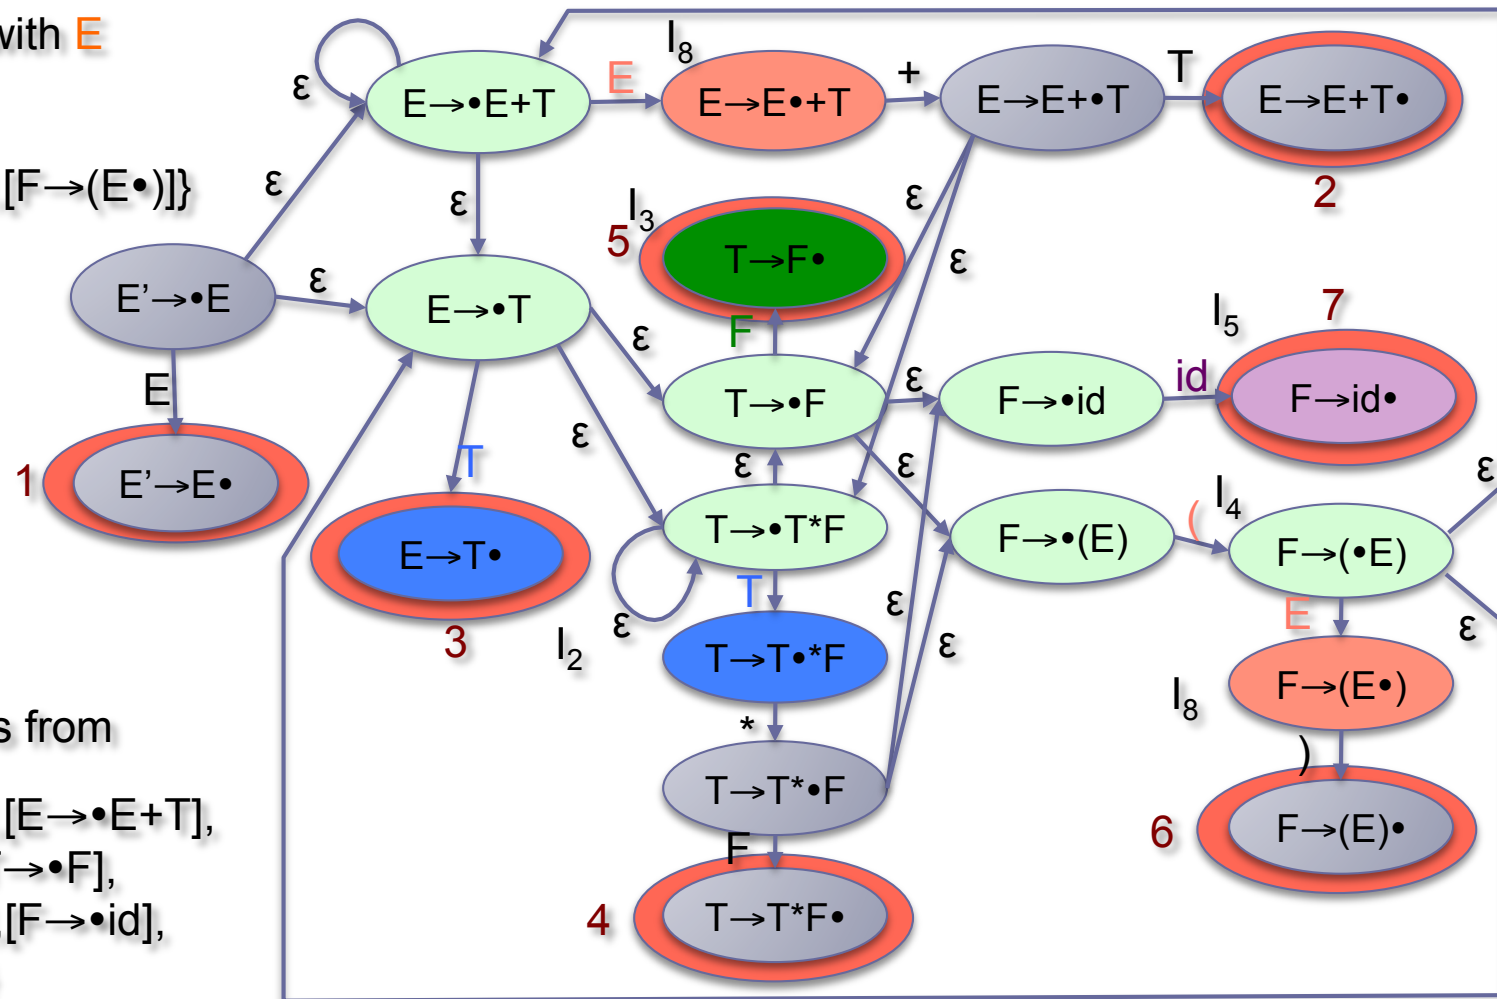 with E
[F→(E•)]}
ε
E→•E+T
E
I8
E→E•+T
+
E→E+•T
T
E→E+T•
2
ε
ε
E’→•E
ε
E→•T
I3
5
T→F•
F
ε
ε
ε
T→•F
ε
F→•id
id
I5
7
F→id•
E
1
E’→E•
T
E→T•
3
ε
ε
ε
T→•T*F
ε
T
I2
T→T•*F
*
T→T*•F
F
T→T*F•
4
ε
ε
F→•(E)
(
I4
F→(•E)
ε
ε
E
I8
F→(E•)
)
F→(E)•
6
s from
[E→•E+T],
→•F],
[F→•id],